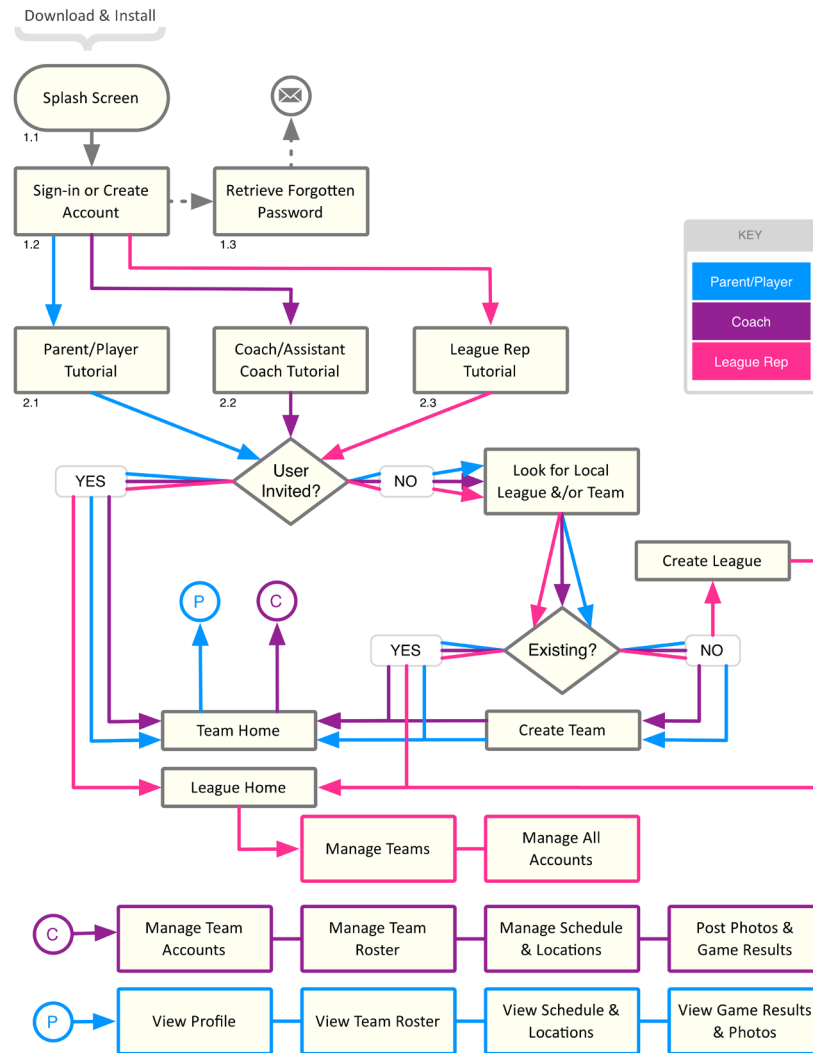 Download & Install
Splash Screen
1.1
Sign-in or Create
Account
1.2
Retrieve Forgotten
Password
1.3
KEY
Parent/Player
Coach
League Rep
Parent/Player
Tutorial
2.1
Coach/Assistant
Coach Tutorial
2.2
League Rep
Tutorial
2.3
YES
User
Invited?
NO
Look for Local
League &/or Team
Create League
P
C
YES
Existing?
NO
Team Home
Create Team
League Home
Manage Teams
Manage All
Accounts
C
Manage Team
Accounts
Manage Team
Roster
Manage Schedule
& Locations
Post Photos &
Game Results
P
View Profile
View Team Roster
View Schedule &
Locations
View Game Results
& Photos